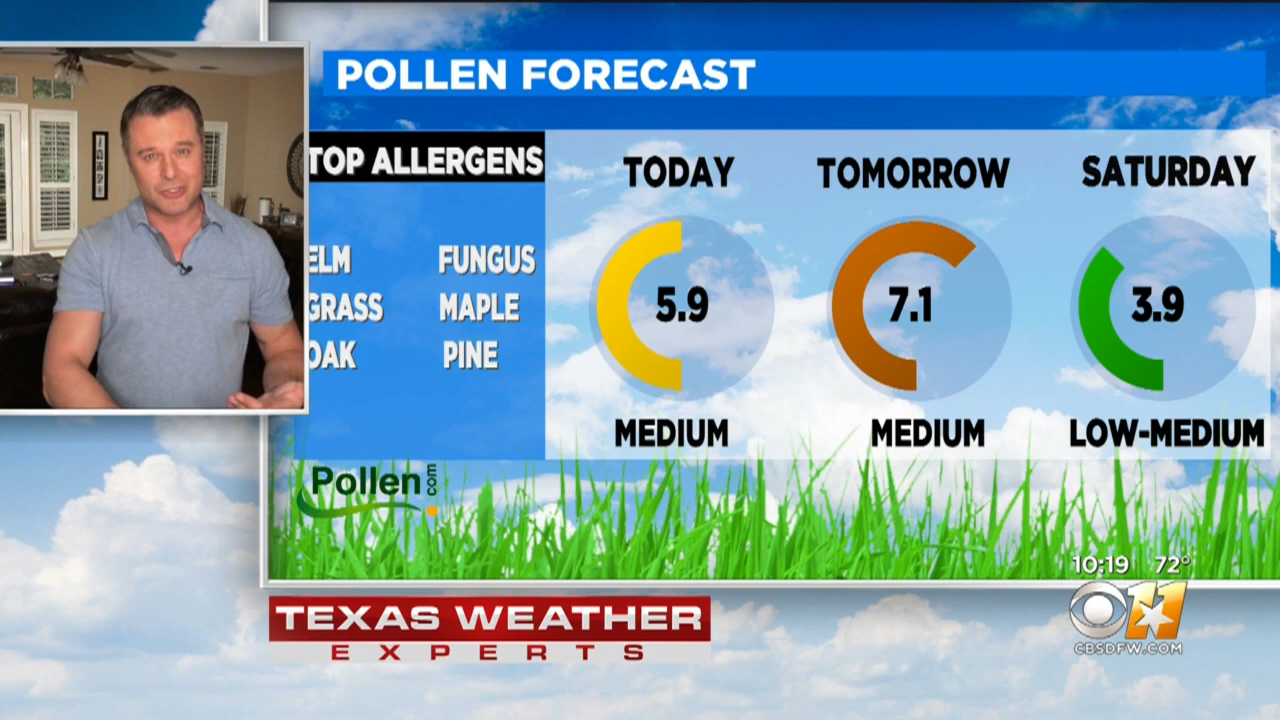 POLLEN FORECAST
TOP ALLERGENS
ELM FUNGUS
GRASS MAPLE
OAK PINE
TODAY TOMORROW SATURDAY
5.9 7.1 3.9
MEDIUM MEDIUM LOW-MEDIUM
Pollen.com
10:19 72°
TEXAS WEATHER
EXPERTS
11
CBSDFW.COM